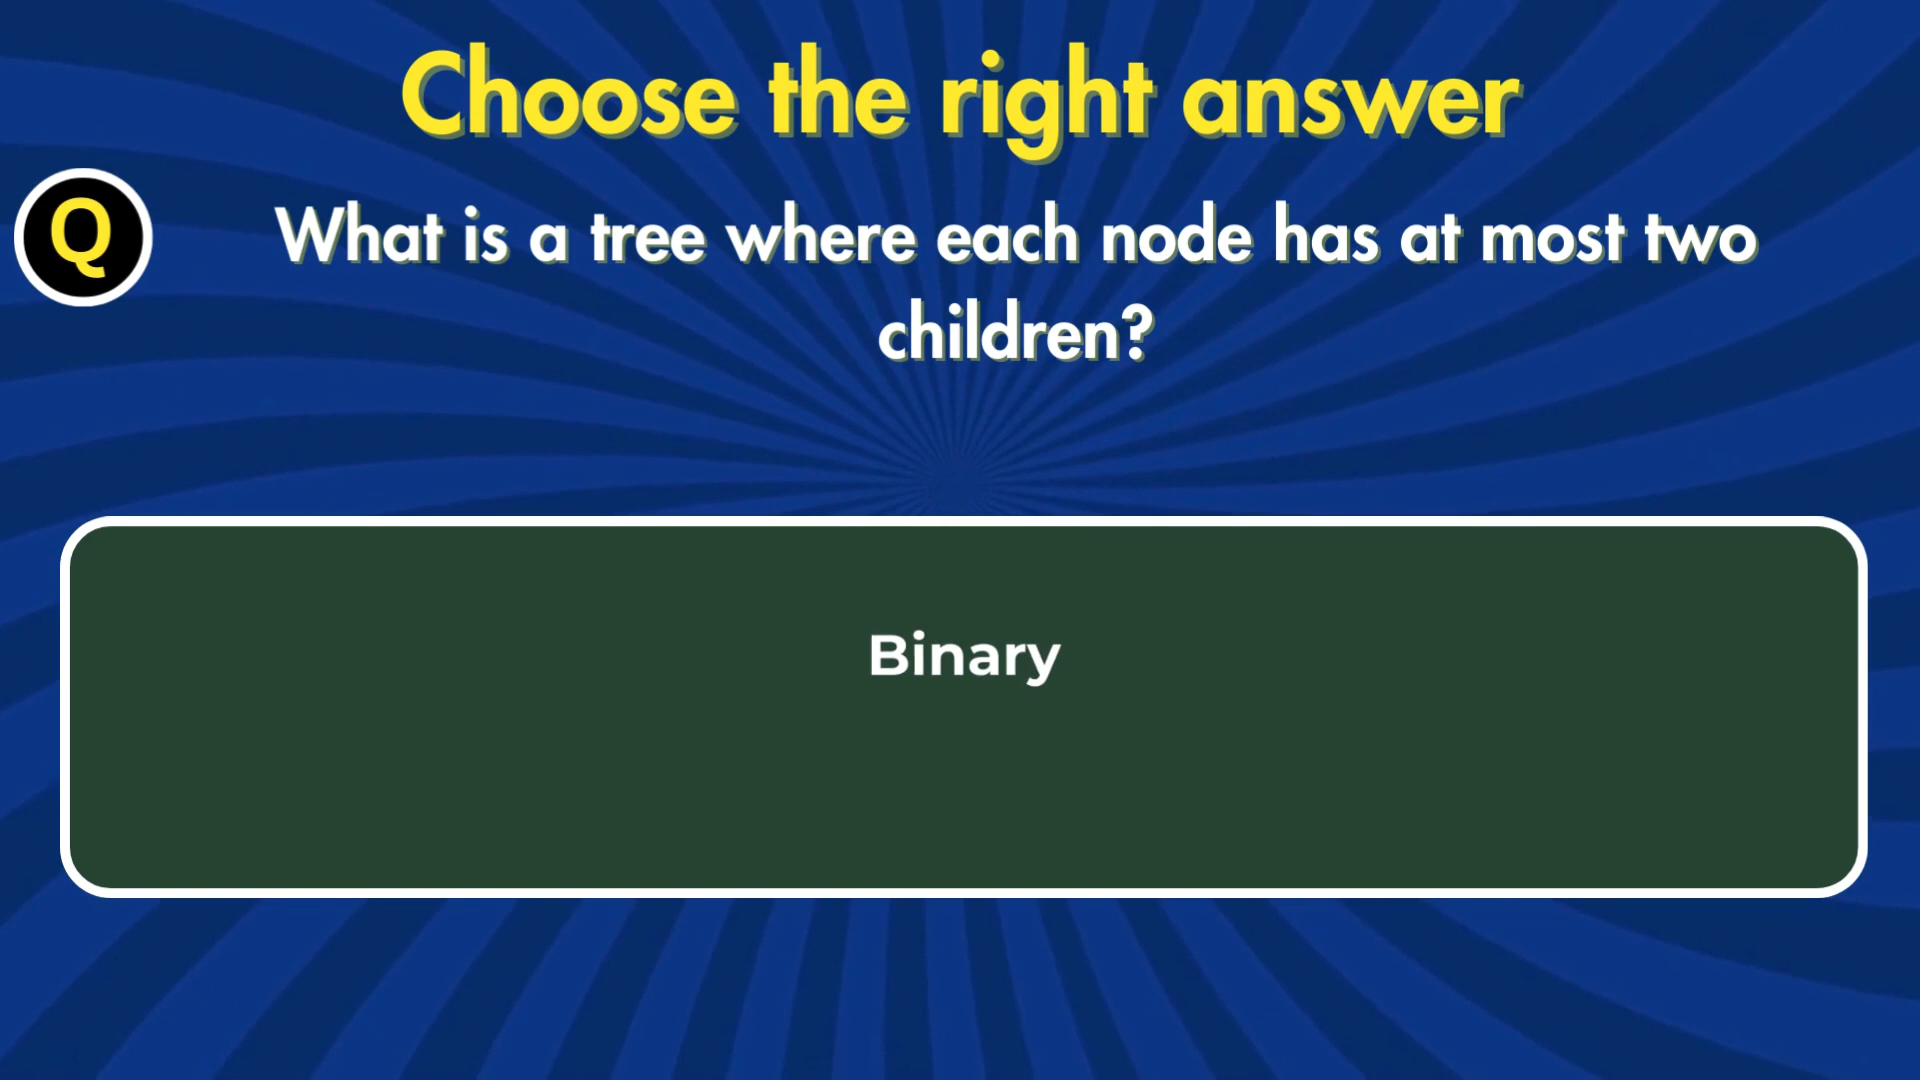 Choose the right answer
Q
What is a tree where each node has at most two
children?
Binary